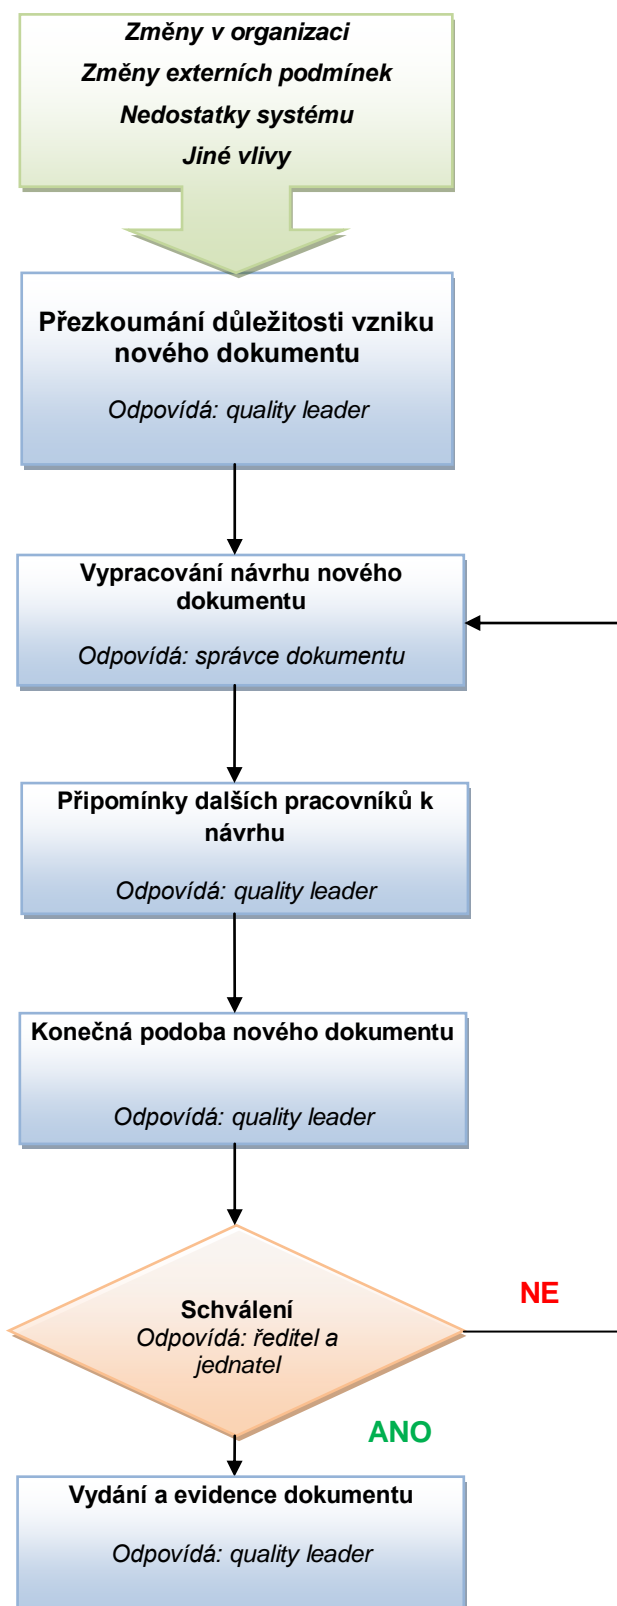 Změny v organizaci
Změny externích podmínek
Nedostatky systému
Jiné vlivy
Přezkoumání důležitosti vzniku
nového dokumentu
Odpovídá: quality leader
Vypracování návrhu nového
dokumentu
Odpovídá: správce dokumentu
Připomínky dalších pracovníků k
návrhu
Odpovídá: quality leader
Konečná podoba nového dokumentu
Odpovídá: quality leader
Schválení
Odpovídá: ředitel a
jednatel
NE
ANO
Vydání a evidence dokumentu
Odpovídá: quality leader